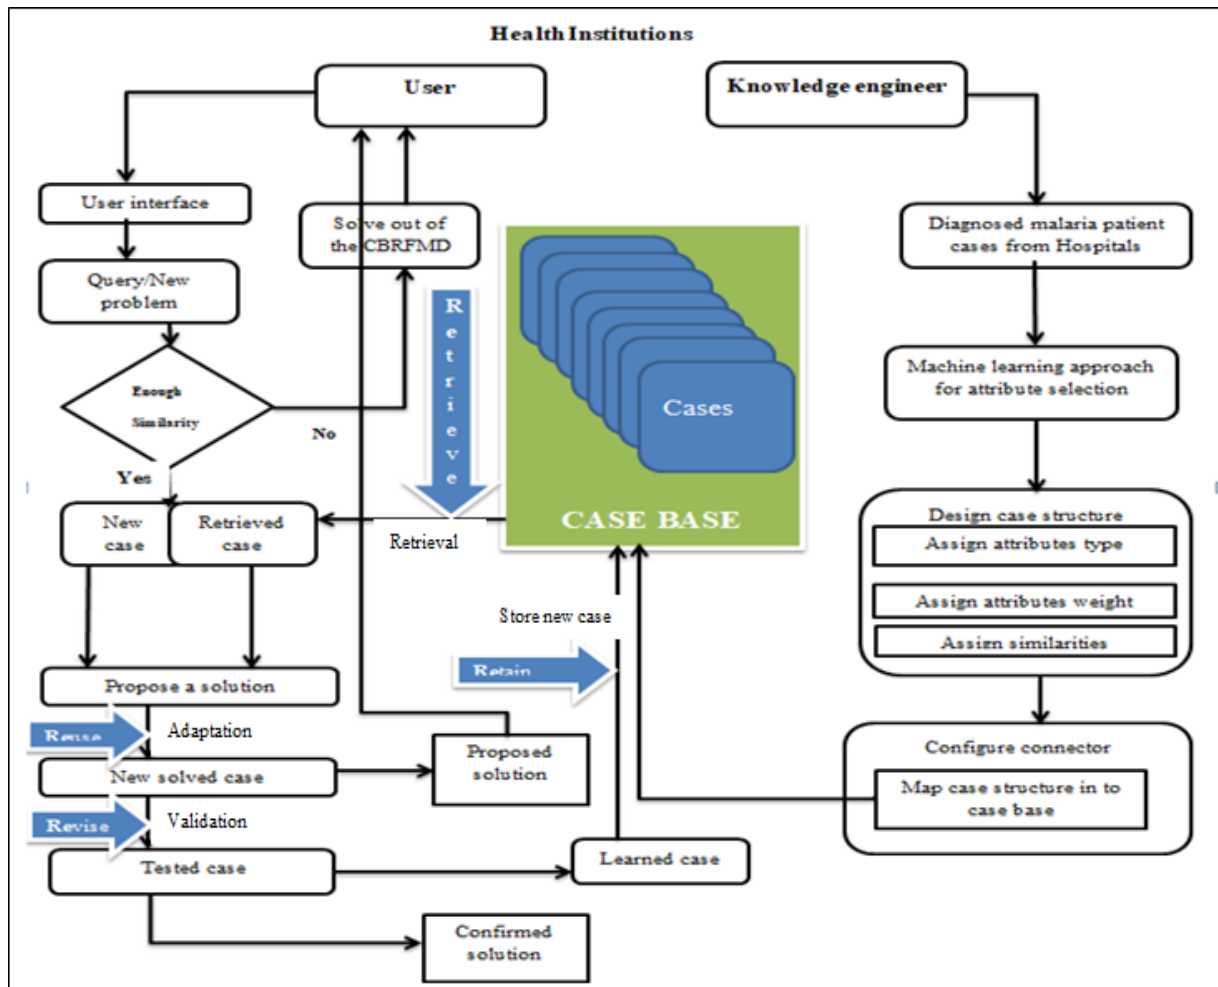 Health Institutions
User
Knowledge engineer
User interface
Solve out of
the CBRFMD
Diagnosed malaria patient
cases from Hospitals
Query/New
problem
Retrieve
Cases
CASE BASE
Machine learning approach
for attribute selection
Enough
Similarity
No
Yes
New
case
Retrieved
case
Retrieval
Design case structure
Assign attributes type
Assign attributes weight
Assign similarities
Store new case
Retain
Propose a solution
Reuse
Adaptation
New solved case
Proposed
solution
Configure connector
Map case structure in to
case base
Revise
Validation
Tested case
Learned case
Confirmed
solution